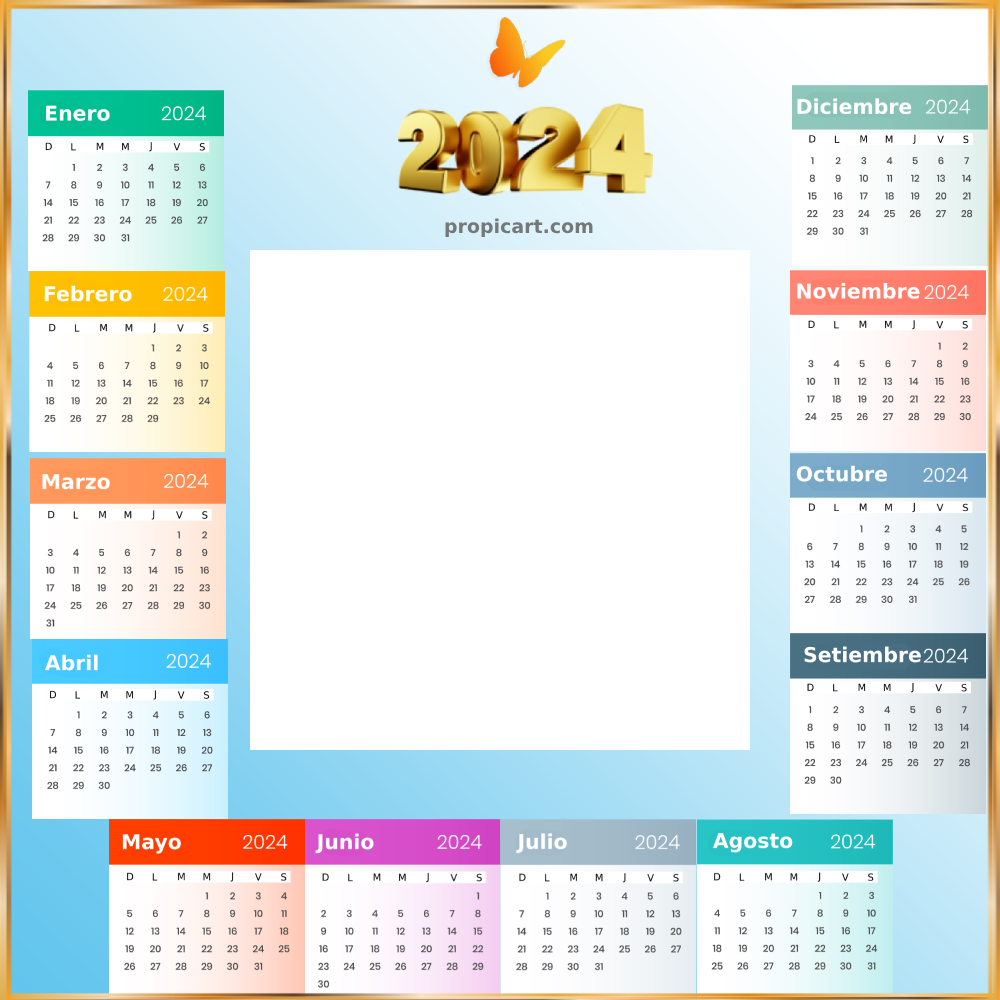 2024
propicart.com
Enero 2024
D L M M J V S
1 2 3 4 5 6
7 8 9 10 11 12 13
14 15 16 17 18 19 20
21 22 23 24 25 26 27
28 29 30 31
Febrero 2024
D L M M J V S
1 2 3
4 5 6 7 8 9 10
11 12 13 14 15 16 17
18 19 20 21 22 23 24
25 26 27 28 29
Marzo 2024
D L M M J V S
1 2
3 4 5 6 7 8 9
10 11 12 13 14 15 16
17 18 19 20 21 22 23
24 25 26 27 28 29 30
31
Abril 2024
D L M M J V S
1 2 3 4 5 6
7 8 9 10 11 12 13
14 15 16 17 18 19 20
21 22 23 24 25 26 27
28 29 30
Mayo 2024
D L M M J V S
1 2 3 4
5 6 7 8 9 10 11
12 13 14 15 16 17 18
19 20 21 22 23 24 25
26 27 28 29 30 31
Junio 2024
D L M M J V S
1
2 3 4 5 6 7 8
9 10 11 12 13 14 15
16 17 18 19 20 21 22
23 24 25 26 27 28 29
30
Julio 2024
D L M M J V S
1 2 3 4 5 6
7 8 9 10 11 12 13
14 15 16 17 18 19 20
21 22 23 24 25 26 27
28 29 30 31
Agosto 2024
D L M M J V S
1 2 3
4 5 6 7 8 9 10
11 12 13 14 15 16 17
18 19 20 21 22 23 24
25 26 27 28 29 30 31
Diciembre 2024
D L M M J V S
1 2 3 4 5 6 7
8 9 10 11 12 13 14
15 16 17 18 19 20 21
22 23 24 25 26 27 28
29 30 31
Noviembre 2024
D L M M J V S
1 2
3 4 5 6 7 8 9
10 11 12 13 14 15 16
17 18 19 20 21 22 23
24 25 26 27 28 29 30
Octubre 2024
D L M M J V S
1 2 3 4 5
6 7 8 9 10 11 12
13 14 15 16 17 18 19
20 21 22 23 24 25 26
27 28 29 30 31
Setiembre 2024
D L M M J V S
1 2 3 4 5 6 7
8 9 10 11 12 13 14
15 16 17 18 19 20 21
22 23 24 25 26 27 28
29 30